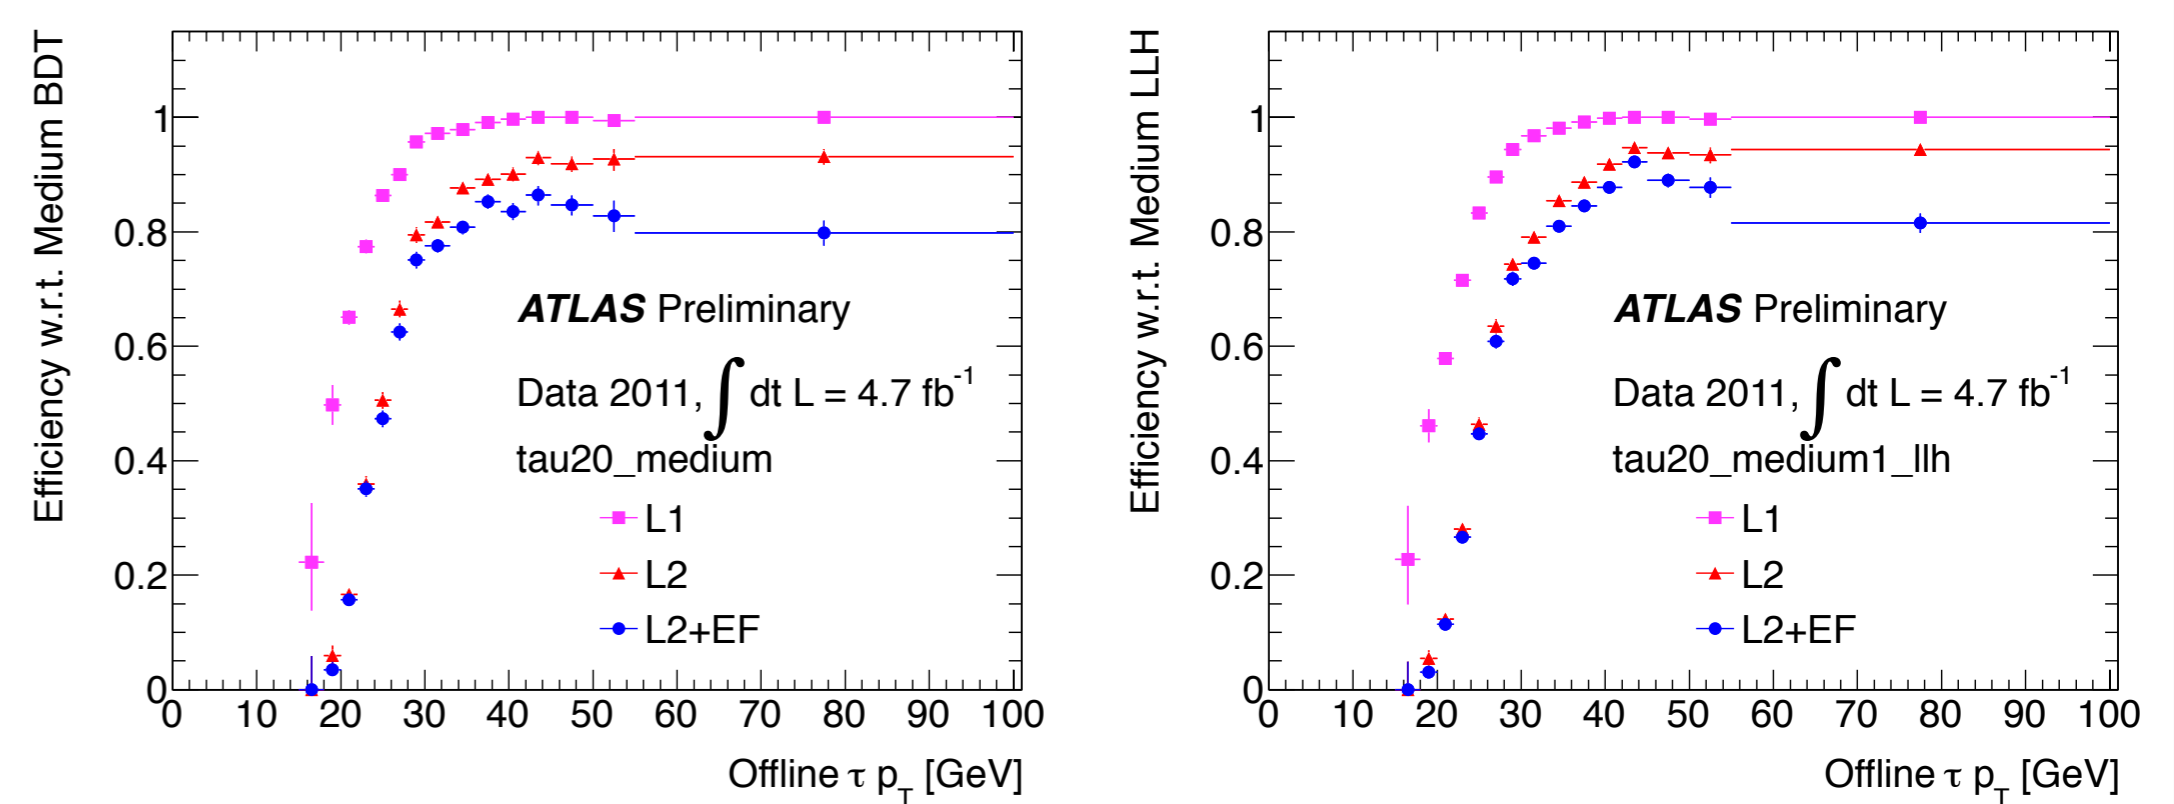 Efficiency w.r.t. Medium BDT
1
0.8
0.6
0.4
0.2
0
0 10 20 30 40 50 60 70 80 90 100
Offline τ p_T [GeV]
ATLAS Preliminary
Data 2011, ∫ dt L = 4.7 fb⁻¹
tau20_medium
L1
L2
L2+EF
Efficiency w.r.t. Medium LLH
1
0.8
0.6
0.4
0.2
0
0 10 20 30 40 50 60 70 80 90 100
Offline τ p_T [GeV]
ATLAS Preliminary
Data 2011, ∫ dt L = 4.7 fb⁻¹
tau20_medium1_llh
L1
L2
L2+EF